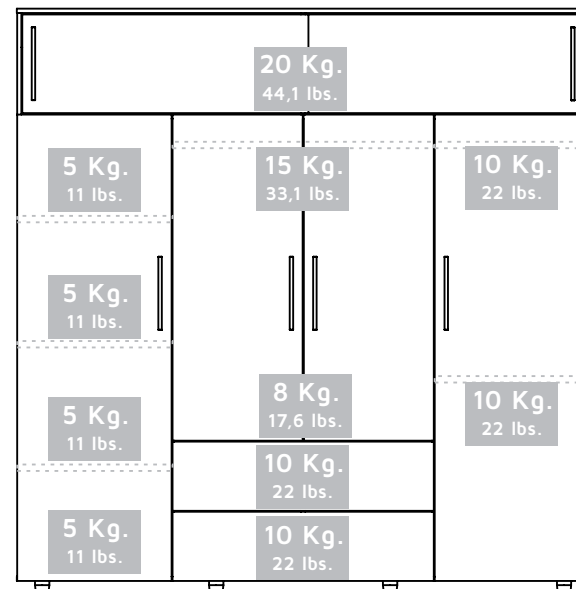 20 Kg.
44,1 lbs.
5 Kg.
11 lbs.
15 Kg.
33,1 lbs.
10 Kg.
22 lbs.
5 Kg.
11 lbs.
8 Kg.
17,6 lbs.
10 Kg.
22 lbs.
5 Kg.
11 lbs.
10 Kg.
22 lbs.
5 Kg.
11 lbs.
10 Kg.
22 lbs.